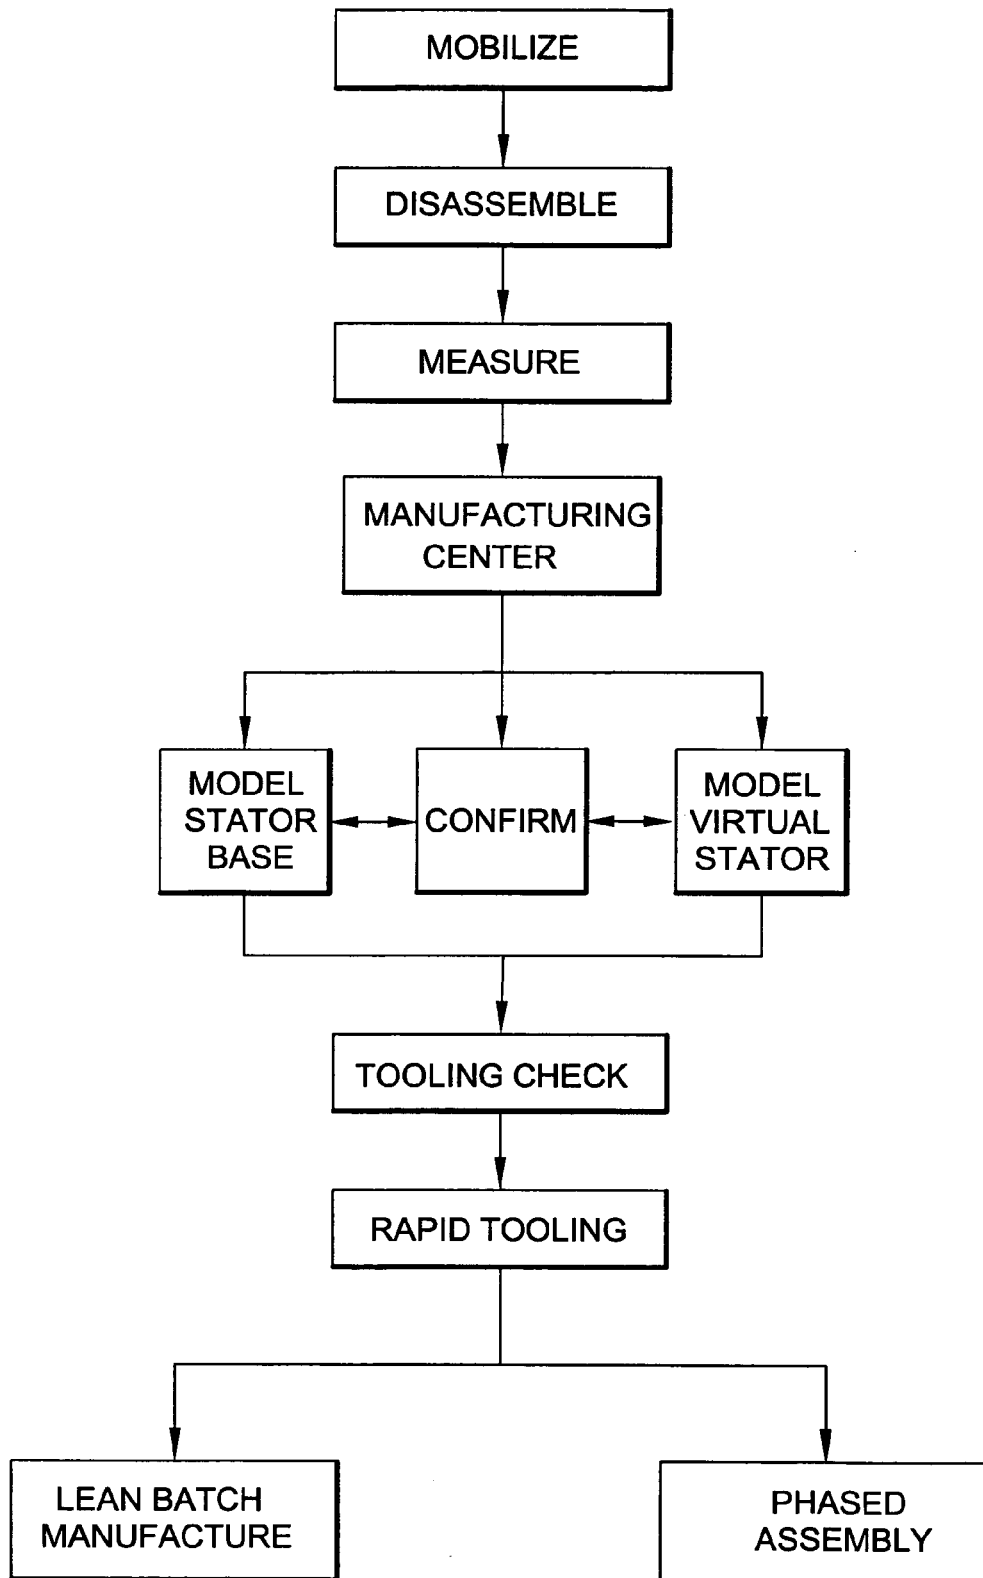 MOBILIZE
DISASSEMBLE
MEASURE
MANUFACTURING
CENTER
MODEL
STATOR
BASE
CONFIRM
MODEL
VIRTUAL
STATOR
TOOLING CHECK
RAPID TOOLING
LEAN BATCH
MANUFACTURE
PHASED
ASSEMBLY